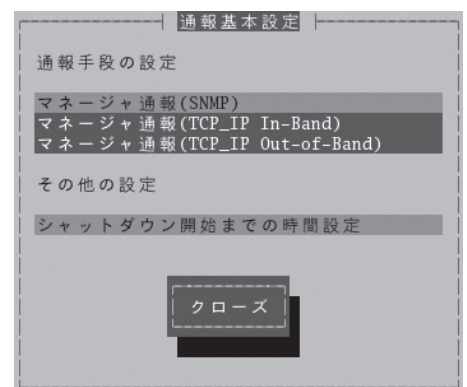 通報基本設定
通報手段の設定
マネージャ通報(SNMP)
マネージャ通報(TCP_IP In-Band)
マネージャ通報(TCP_IP Out-of-Band)
その他の設定
シャットダウン開始までの時間設定
クローズ